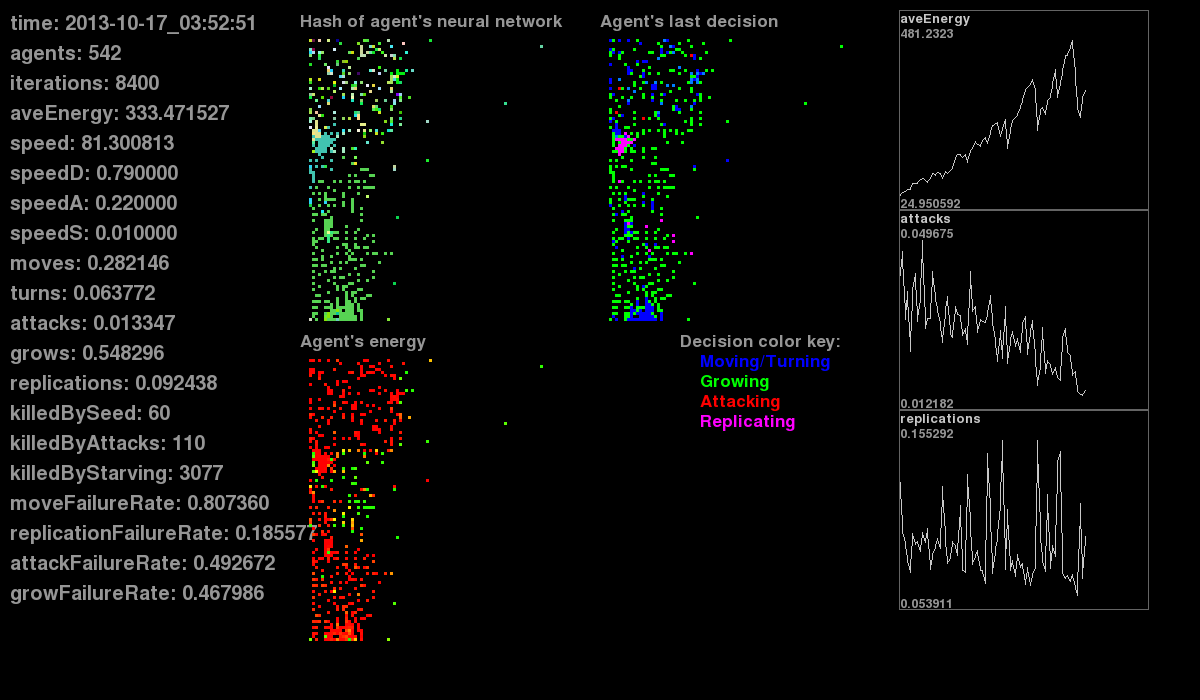 time: 2013-10-17_03:52:51
agents: 542
iterations: 8400
aveEnergy: 333.471527
speed: 81.300813
speedD: 0.790000
speedA: 0.220000
speedS: 0.010000
moves: 0.282146
turns: 0.063772
attacks: 0.013347
grows: 0.548296
replications: 0.092438
killedBySeed: 60
killedByAttacks: 110
killedByStarving: 3077
moveFailureRate: 0.807360
replicationFailureRate: 0.185577
attackFailureRate: 0.492672
growFailureRate: 0.467986
Hash of agent's neural network
Agent's last decision
Agent's energy
Decision color key:
Moving/Turning
Growing
Attacking
Replicating
aveEnergy
481.2323
24.950592
attacks
0.049675
0.012182
replications
0.155292
0.053911